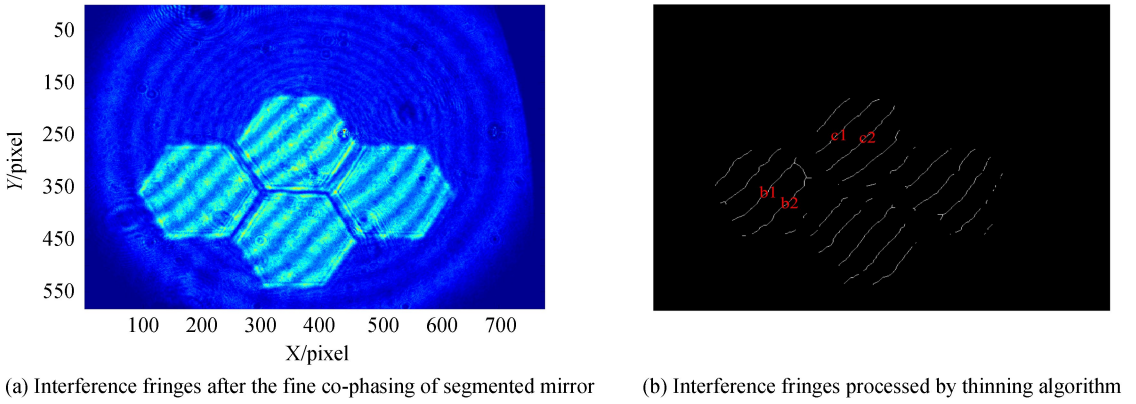 50
150
250
350
450
550
Y/pixel
100 200 300 400 500 600 700
X/pixel
c1 c2
b1
b2
(a) Interference fringes after the fine co-phasing of segmented mirror
(b) Interference fringes processed by thinning algorithm